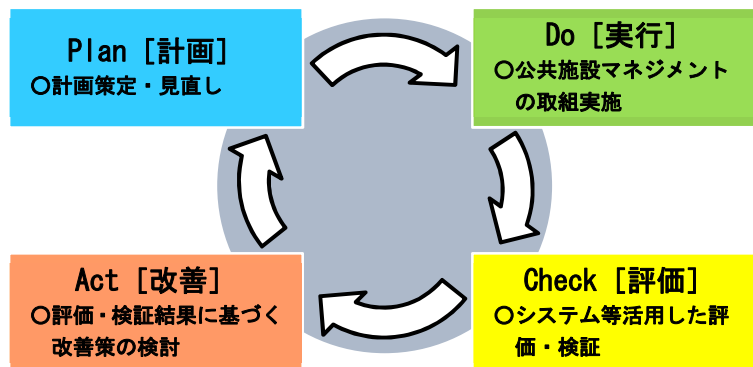 Plan［計画］
○計画策定・見直し
Do［実行］
○公共施設マネジメント
の取組実施
Act［改善］
○評価・検証結果に基づく
改善策の検討
Check［評価］
○システム等活用した評
価・検証